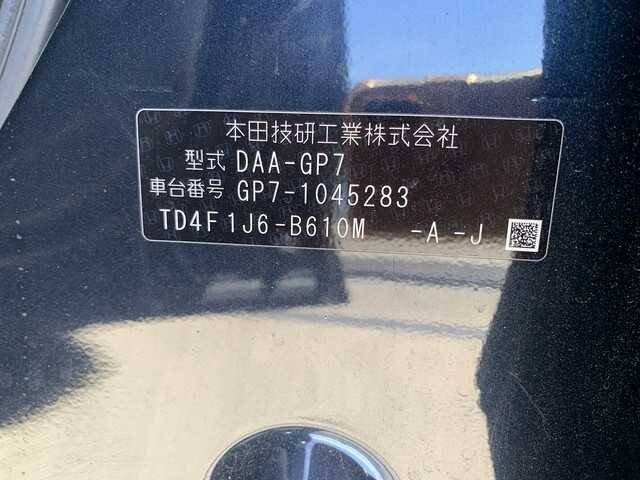 本田技研工業株式会社
型式 DAA-GP7
車台番号 GP7-1045283
TD4F1J6-B610M -A -J